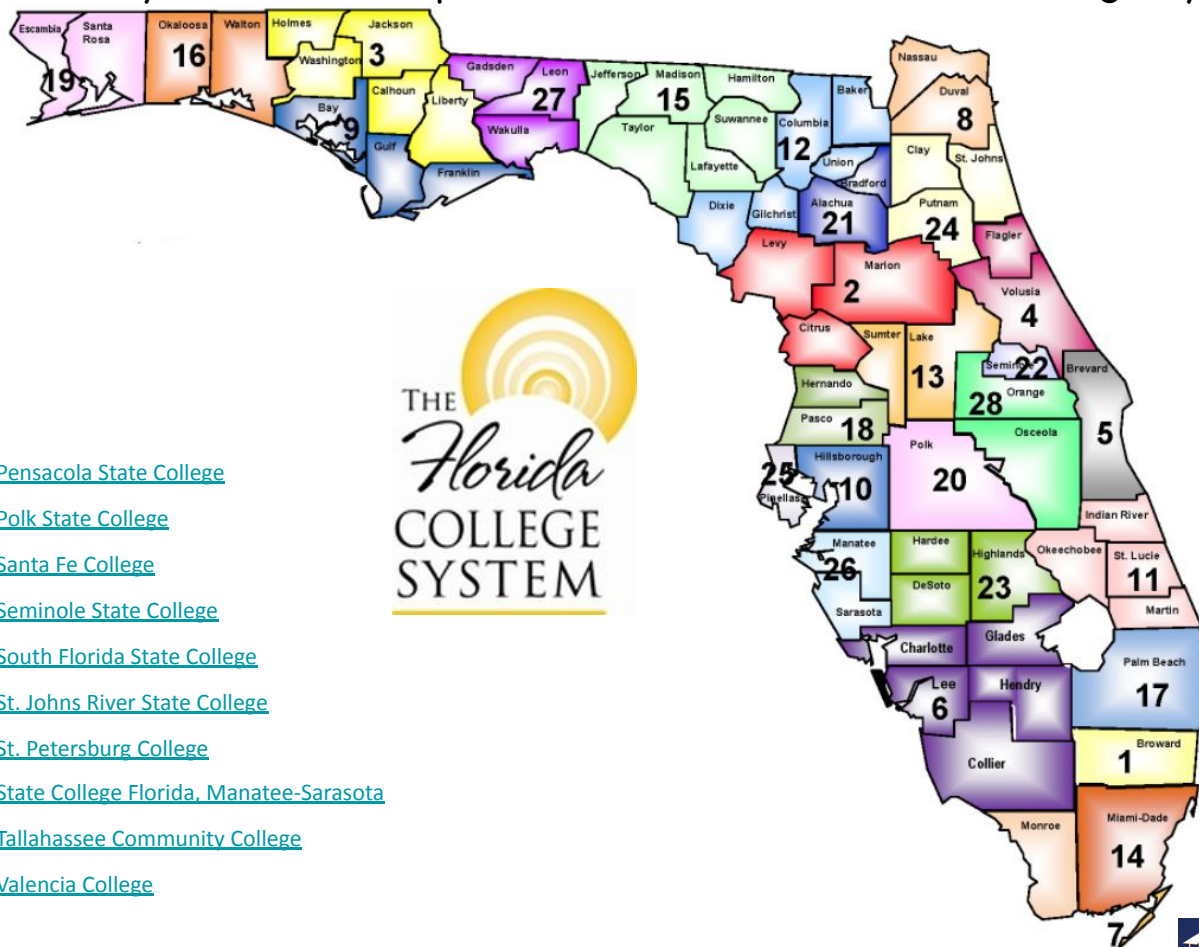 Escambia
Santa
Rosa
19
Okaloosa
16
Walton
Holmes
Jackson
Washington
3
Bay
9
Calhoun
Liberty
Gulf
Franklin
Gadsden
Leon
27
Wakulla
Jefferson
Madison
15
Hamilton
Taylor
Suwannee
Lafayette
Columbia
12
Baker
Union
Bradford
Dixie
Gilchrist
Alachua
21
Nassau
Duval
8
Clay
St. Johns
Putnam
24
Flagler
Levy
Marion
2
Citrus
Volusia
4
Sumter
Lake
13
Seminole
22
Orange
28
Osceola
Brevard
5
Hernando
Pasco
18
Pinellas
25
Hillsborough
10
Polk
20
Indian River
Okeechobee
St. Lucie
11
Martin
Manatee
26
Sarasota
Hardee
DeSoto
Highlands
23
Charlotte
Glades
Lee
6
Hendry
Collier
Palm Beach
17
Broward
1
Monroe
Miami-Dade
14
7
THE
Florida
COLLEGE
SYSTEM
Pensacola State College
Polk State College
Santa Fe College
Seminole State College
South Florida State College
St. Johns River State College
St. Petersburg College
State College Florida, Manatee-Sarasota
Tallahassee Community College
Valencia College